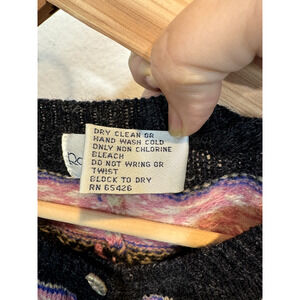 DRY CLEAN OR
HAND WASH COLD
ONLY NON CHLORINE
BLEACH
DO NOT WRING OR
TWIST
BLOCK TO DRY
RN 65426